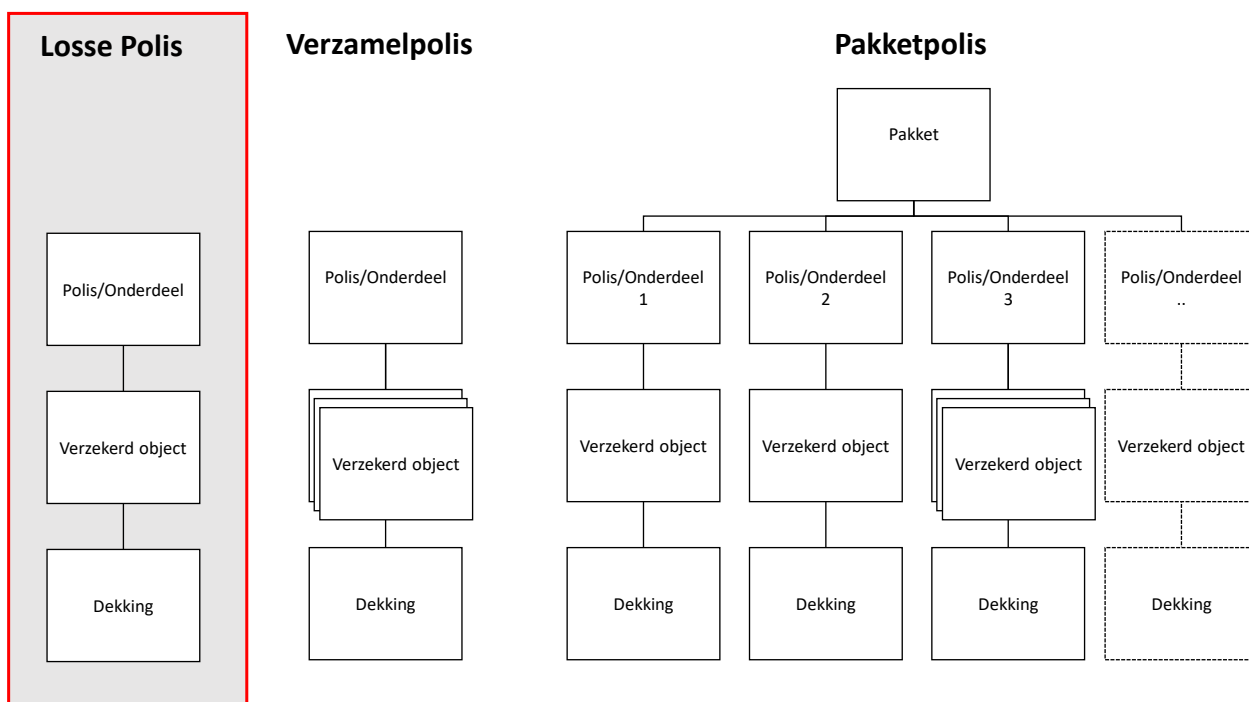 Losse Polis
Verzamelpolis
Pakketpolis
Pakket
Polis/Onderdeel
Polis/Onderdeel
Polis/Onderdeel
1
Polis/Onderdeel
2
Polis/Onderdeel
3
Polis/Onderdeel
..
Verzekerd object
Verzekerd object
Verzekerd object
Verzekerd object
Verzekerd object
Verzekerd object
Dekking
Dekking
Dekking
Dekking
Dekking
Dekking